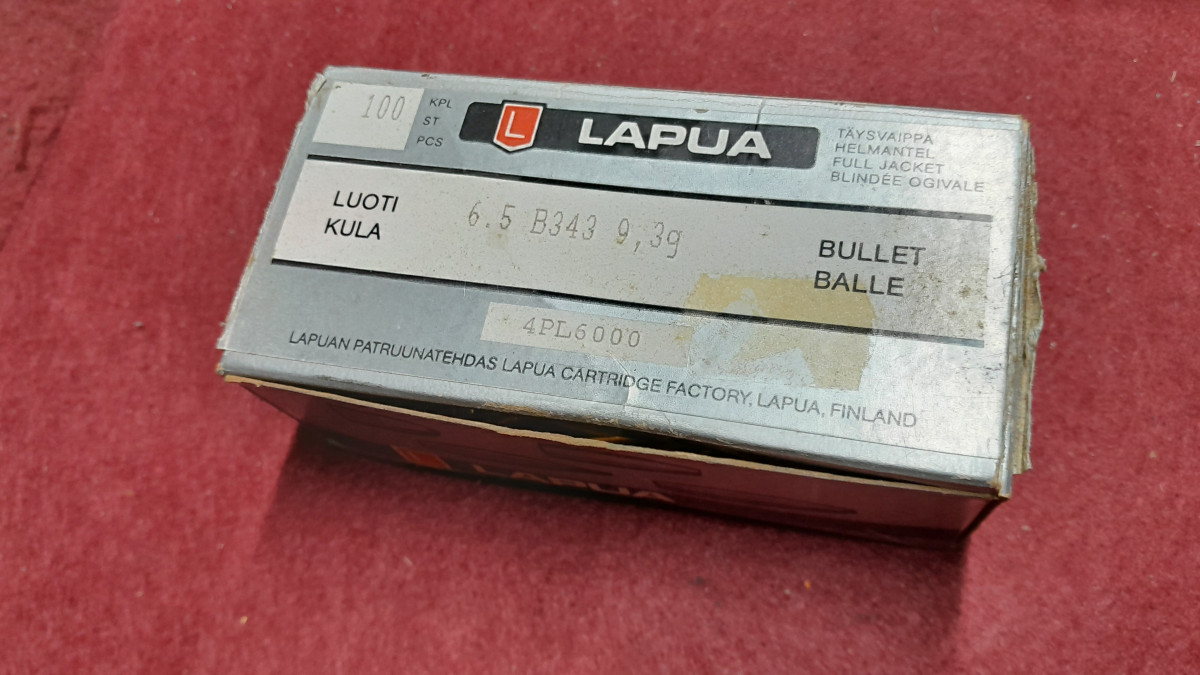 100
KPL
ST
PCS
L
LAPUA
TÄYSVAIPPA
HELMANTEL
FULL JACKET
BLINDÉE OGIVALE
LUOTI
KULA
6.5 B343 9,3g
BULLET
BALLE
4PL6000
LAPUAN PATRUUNATEHDAS LAPUA CARTRIDGE FACTORY, LAPUA, FINLAND
LAPUA